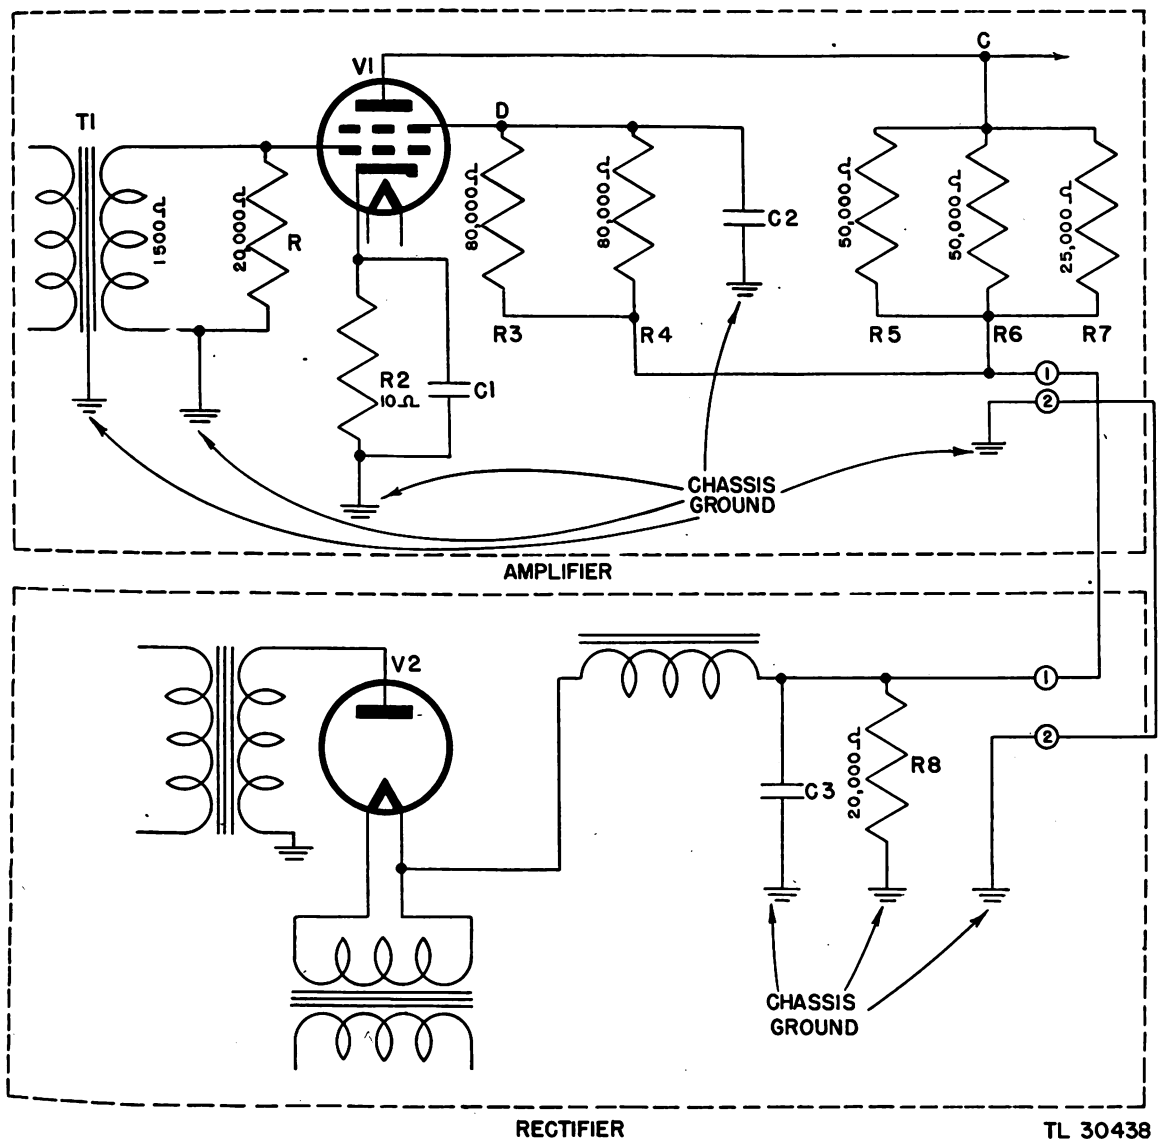 C
V1
D
T1
1500Ω
20,000Ω
R
80,000Ω
80,000Ω
C2
50,000Ω
50,000Ω
25,000Ω
R3
R4
R5
R6
R7
R2
10Ω
C1
1
2
CHASSIS
GROUND
AMPLIFIER
V2
1
2
C3
20,000Ω
R8
CHASSIS
GROUND
RECTIFIER
TL 30438